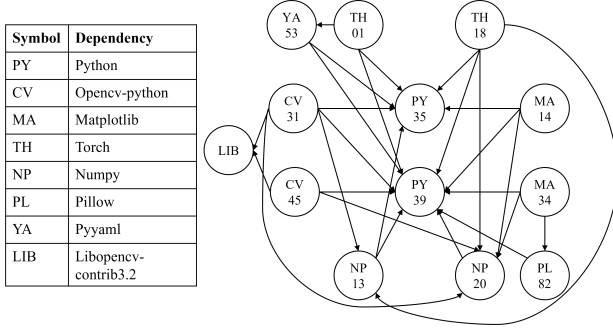 Symbol Dependency
PY Python
CV Opencv-python
MA Matplotlib
TH Torch
NP Numpy
PL Pillow
YA Pyyaml
LIB Libopencv-
contrib3.2
YA
53
TH
01
TH
18
CV
31
PY
35
MA
14
LIB
CV
45
PY
39
MA
34
NP
13
NP
20
PL
82